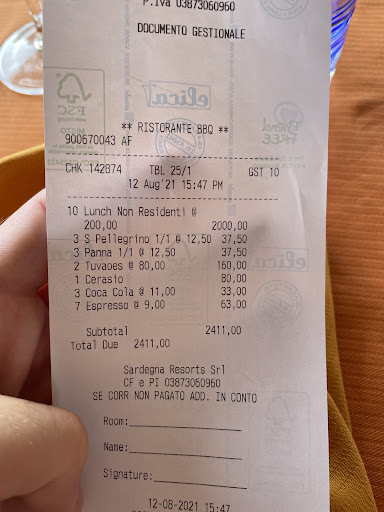 P.Iva 03873060960
DOCUMENTO GESTIONALE
** RISTORANTE BBQ **
900670043 AF
CHK 142874 TBL 25/1 GST 10
12 Aug'21 15:47 PM
10 Lunch Non Residenti @
200,00 2000,00
3 S Pellegrino 1/1 @ 12,50 37,50
3 Panna 1/1 @ 12,50 37,50
2 Tuvaoes @ 80,00 160,00
1 Cerasio 80,00
3 Coca Cola @ 11,00 33,00
7 Espresso @ 9,00 63,00
Subtotal 2411,00
Total Due 2411,00
Sardegna Resorts Srl
CF e PI 03873060960
SE CORR NON PAGATO ADD. IN CONTO
Room:
Name:
Signature:
12-08-2021 15:47
FSC
MISTO
elica
FREE
elica